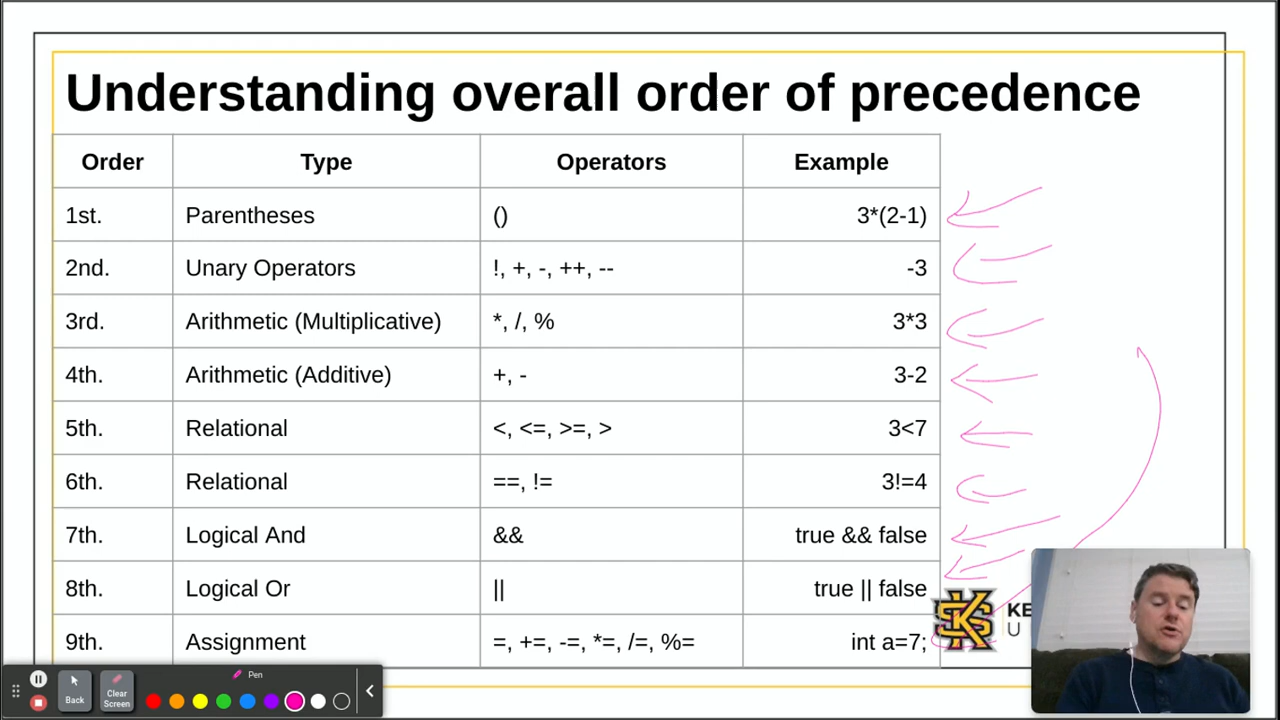 Understanding overall order of precedence
Order Type Operators Example
1st. Parentheses () 3*(2-1)
2nd. Unary Operators !, +, -, ++, -- -3
3rd. Arithmetic (Multiplicative) *, /, % 3*3
4th. Arithmetic (Additive) +, - 3-2
5th. Relational <, <=, >=, > 3<7
6th. Relational ==, != 3!=4
7th. Logical And && true && false
8th. Logical Or || true || false
KE
U
9th. Assignment =, +=, -=, *=, /=, %= int a=7;
Pen
Back
Clear
Screen